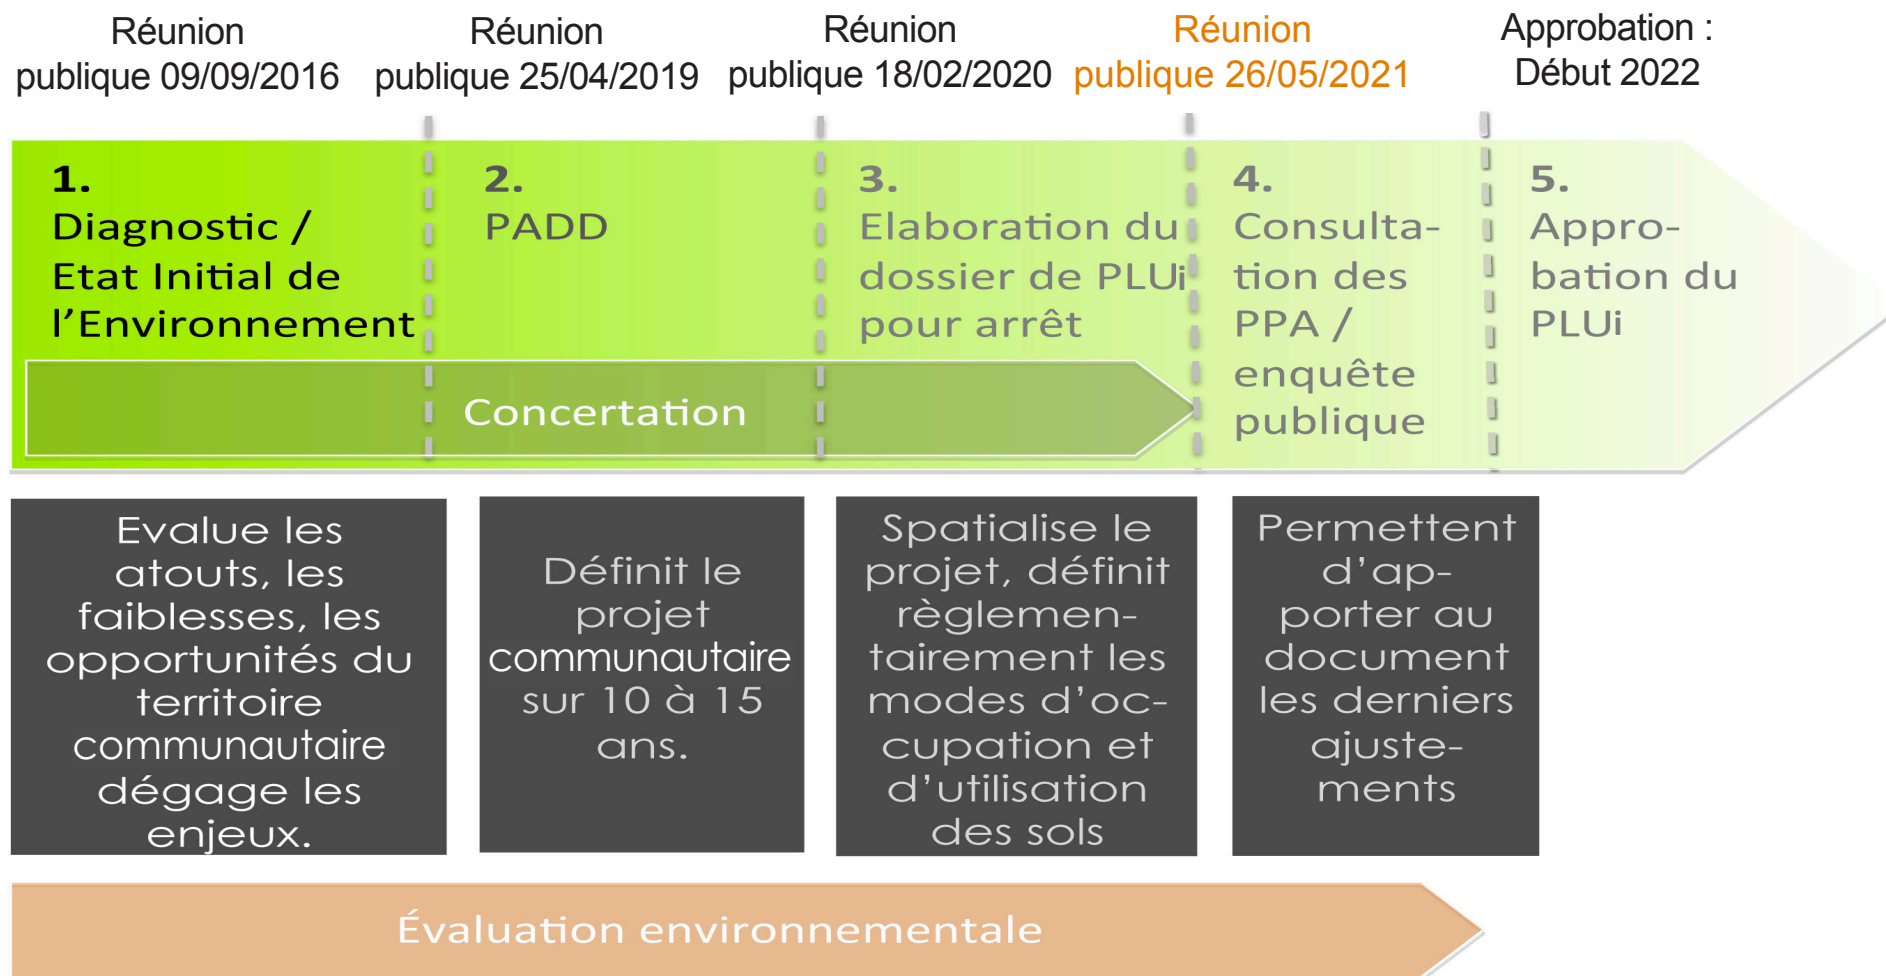 Réunion
publique 09/09/2016
Réunion
publique 25/04/2019
Réunion
publique 18/02/2020
Réunion
publique 26/05/2021
Approbation :
Début 2022
1.
Diagnostic /
Etat Initial de
l'Environnement
2.
PADD
3.
Elaboration du
dossier de PLUi
pour arrêt
4.
Consulta-
tion des
PPA /
enquête
publique
5.
Appro-
bation du
PLUi
Concertation
Evalue les
atouts, les
faiblesses, les
opportunités du
territoire
communautaire
dégage les
enjeux.
Définit le
projet
communautaire
sur 10 à 15
ans.
Spatialise le
projet, définit
règlemen-
tairement les
modes d'oc-
cupation et
d'utilisation
des sols
Permettent
d'ap-
porter au
document
les derniers
ajuste-
ments
Évaluation environnementale